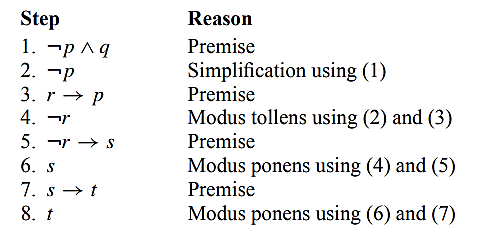 Step Reason
1. ¬p ∧ q Premise
2. ¬p Simplification using (1)
3. r → p Premise
4. ¬r Modus tollens using (2) and (3)
5. ¬r → s Premise
6. s Modus ponens using (4) and (5)
7. s → t Premise
8. t Modus ponens using (6) and (7)